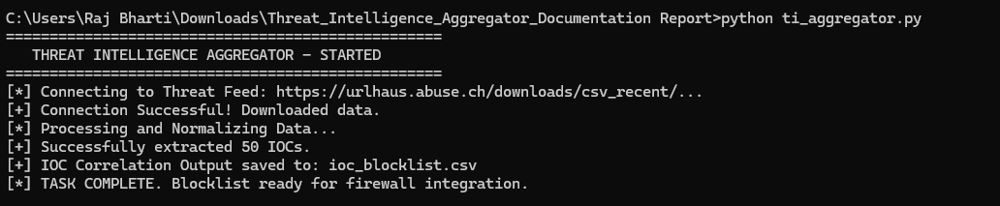 C:\Users\Raj Bharti\Downloads\Threat_Intelligence_Aggregator_Documentation Report>python ti_aggregator.py
==================================================
   THREAT INTELLIGENCE AGGREGATOR - STARTED
==================================================
[*] Connecting to Threat Feed: https://urlhaus.abuse.ch/downloads/csv_recent/...
[+] Connection Successful! Downloaded data.
[*] Processing and Normalizing Data...
[+] Successfully extracted 50 IOCs.
[+] IOC Correlation Output saved to: ioc_blocklist.csv
[*] TASK COMPLETE. Blocklist ready for firewall integration.